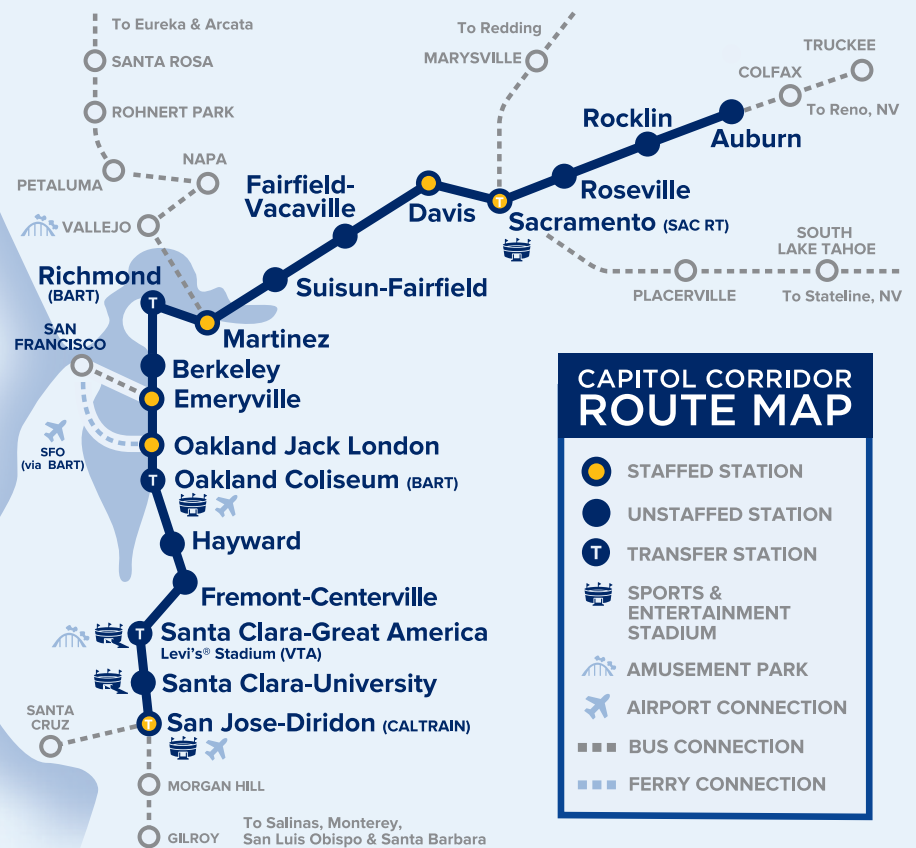 To Eureka & Arcata
SANTA ROSA
ROHNERT PARK
PETALUMA
NAPA
VALLEJO
To Redding
MARYSVILLE
TRUCKEE
COLFAX
To Reno, NV
Rocklin
Auburn
Roseville
Fairfield-
Vacaville
Davis
T
Sacramento (SAC RT)
SOUTH
LAKE TAHOE
PLACERVILLE
To Stateline, NV
Suisun-Fairfield
Richmond
(BART)
T
Martinez
SAN
FRANCISCO
Berkeley
Emeryville
SFO
(via BART)
Oakland Jack London
T
Oakland Coliseum (BART)
Hayward
Fremont-Centerville
T
Santa Clara-Great America
Levi's® Stadium (VTA)
Santa Clara-University
SANTA
CRUZ
T
San Jose-Diridon (CALTRAIN)
MORGAN HILL
GILROY
To Salinas, Monterey,
San Luis Obispo & Santa Barbara
CAPITOL CORRIDOR
ROUTE MAP
STAFFED STATION
UNSTAFFED STATION
T
TRANSFER STATION
SPORTS &
ENTERTAINMENT
STADIUM
AMUSEMENT PARK
AIRPORT CONNECTION
BUS CONNECTION
FERRY CONNECTION